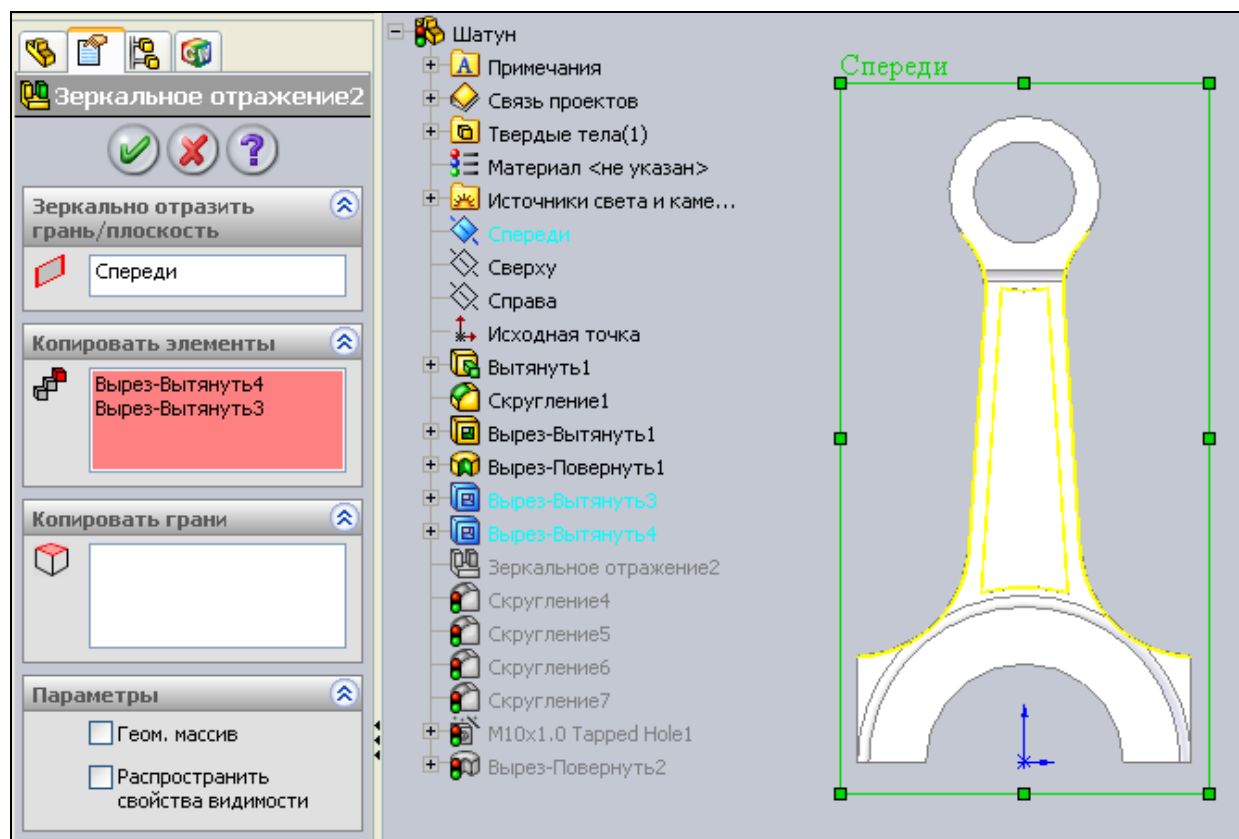 Зеркальное отражение2
Зеркально отразить
грань/плоскость
Спереди
Копировать элементы
Вырез-Вытянуть4
Вырез-Вытянуть3
Копировать грани
Параметры
Геом. массив
Распространить
свойства видимости
Шатун
Примечания
Связь проектов
Твердые тела(1)
Материал <не указан>
Источники света и каме...
Спереди
Сверху
Справа
Исходная точка
Вытянуть1
Скругление1
Вырез-Вытянуть1
Вырез-Повернуть1
Вырез-Вытянуть3
Вырез-Вытянуть4
Зеркальное отражение2
Скругление4
Скругление5
Скругление6
Скругление7
M10x1.0 Tapped Hole1
Вырез-Повернуть2
Спереди